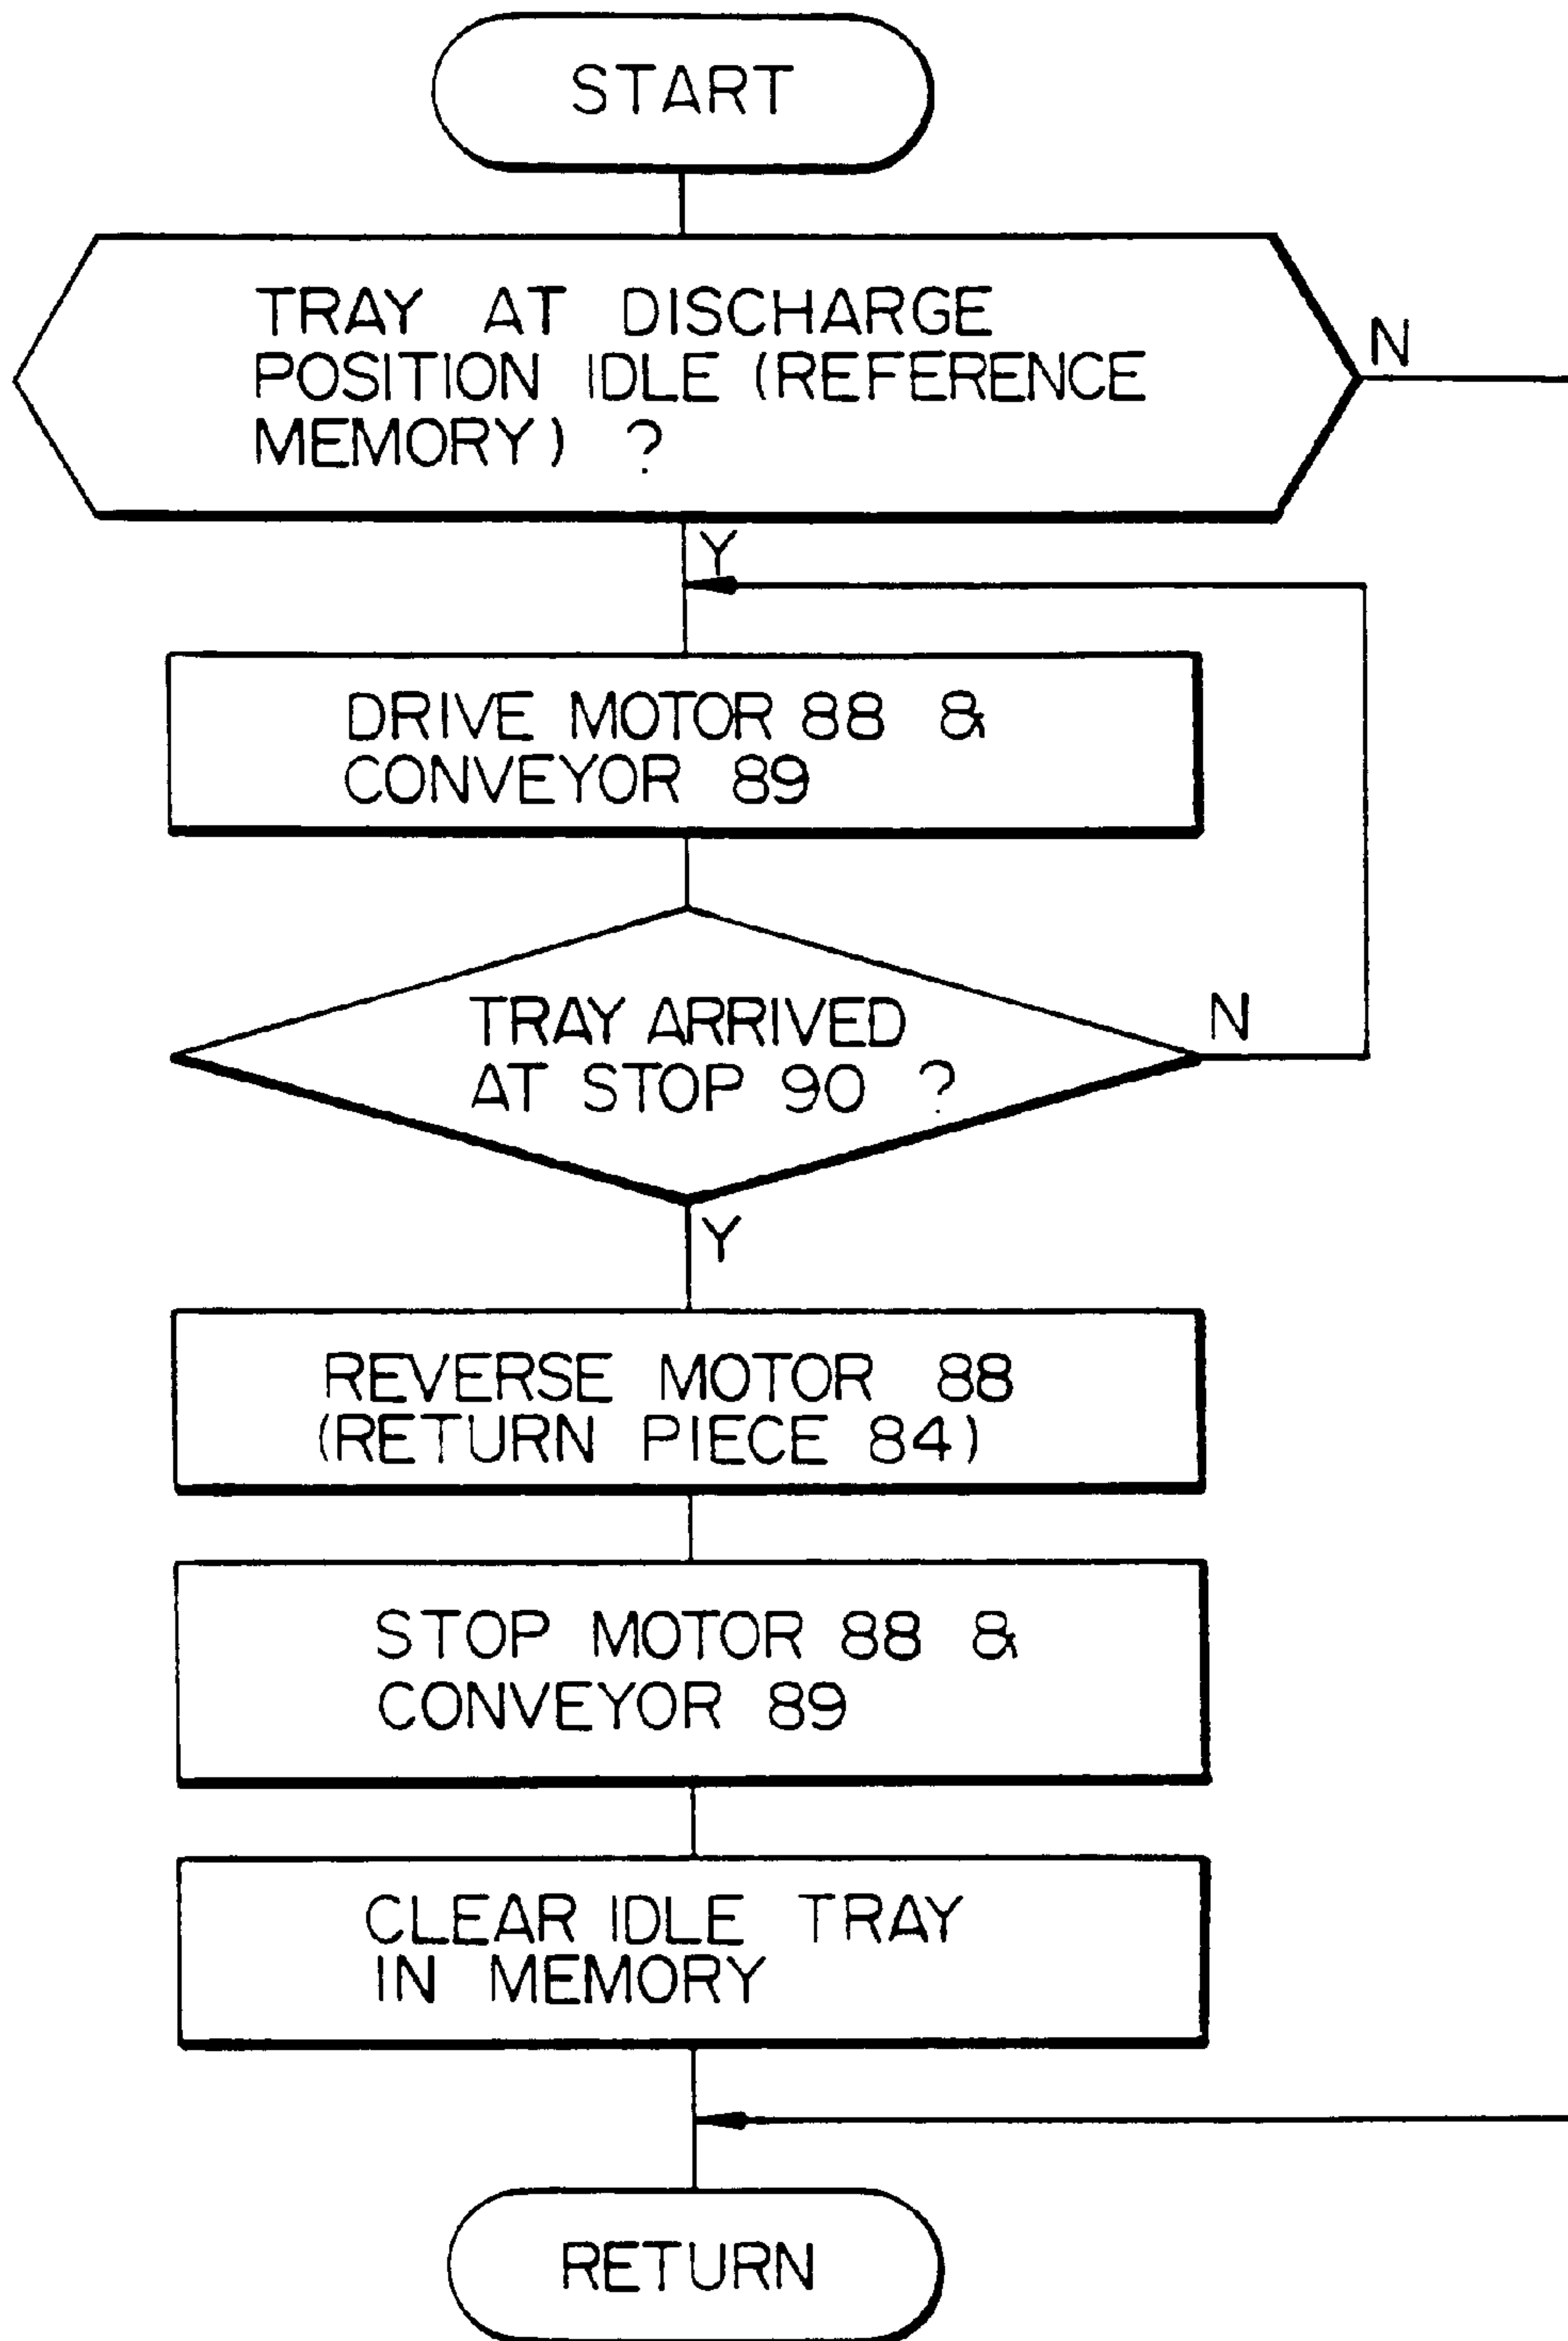 START
TRAY AT DISCHARGE
POSITION IDLE (REFERENCE
MEMORY) ?
N
Y
DRIVE MOTOR 88 &
CONVEYOR 89
TRAY ARRIVED
AT STOP 90 ?
N
Y
REVERSE MOTOR 88
(RETURN PIECE 84)
STOP MOTOR 88 &
CONVEYOR 89
CLEAR IDLE TRAY
IN MEMORY
RETURN